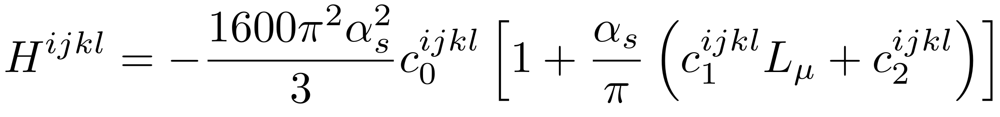 $H^{ijkl} = -\frac{1600\pi^2\alpha_s^2}{3} c_0^{ijkl} \left[ 1 + \frac{\alpha_s}{\pi} \left( c_1^{ijkl} L_\mu + c_2^{ijkl} \right) \right]$